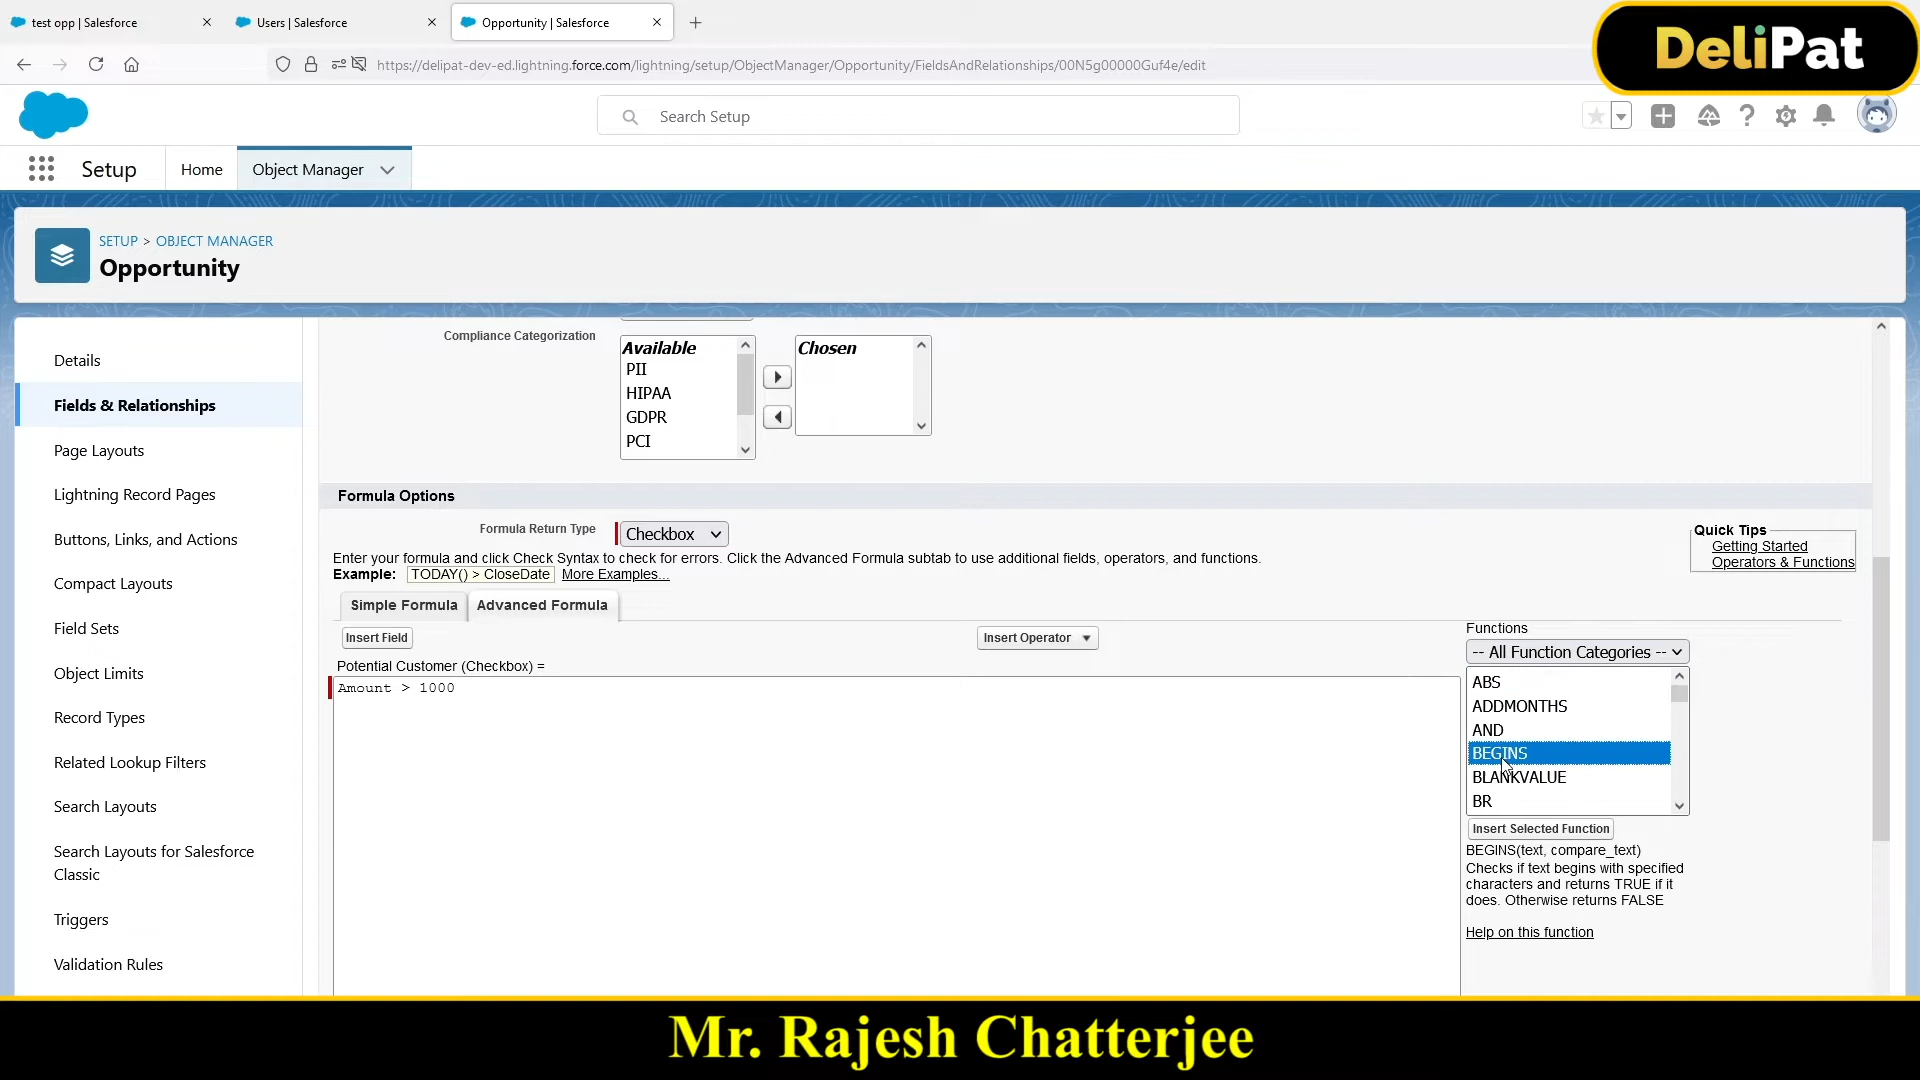 test opp | Salesforce
Users | Salesforce
Opportunity | Salesforce
https://delipat-dev-ed.lightning.force.com/lightning/setup/ObjectManager/Opportunity/FieldsAndRelationships/00N5g00000Guf4e/edit
DeliPat
Search Setup
Setup
Home
Object Manager
SETUP > OBJECT MANAGER
Opportunity
Details
Fields & Relationships
Page Layouts
Lightning Record Pages
Buttons, Links, and Actions
Compact Layouts
Field Sets
Object Limits
Record Types
Related Lookup Filters
Search Layouts
Search Layouts for Salesforce
Classic
Triggers
Validation Rules
Compliance Categorization
Available
PII
HIPAA
GDPR
PCI
Chosen
Formula Options
Formula Return Type
Checkbox
Enter your formula and click Check Syntax to check for errors. Click the Advanced Formula subtab to use additional fields, operators, and functions.
Example: TODAY() > CloseDate More Examples...
Quick Tips
Getting Started
Operators & Functions
Simple Formula
Advanced Formula
Insert Field
Insert Operator
Potential Customer (Checkbox) =
Amount > 1000
Functions
-- All Function Categories --
ABS
ADDMONTHS
AND
BEGINS
BLANKVALUE
BR
Insert Selected Function
BEGINS(text, compare_text)
Checks if text begins with specified
characters and returns TRUE if it
does. Otherwise returns FALSE
Help on this function
Mr. Rajesh Chatterjee